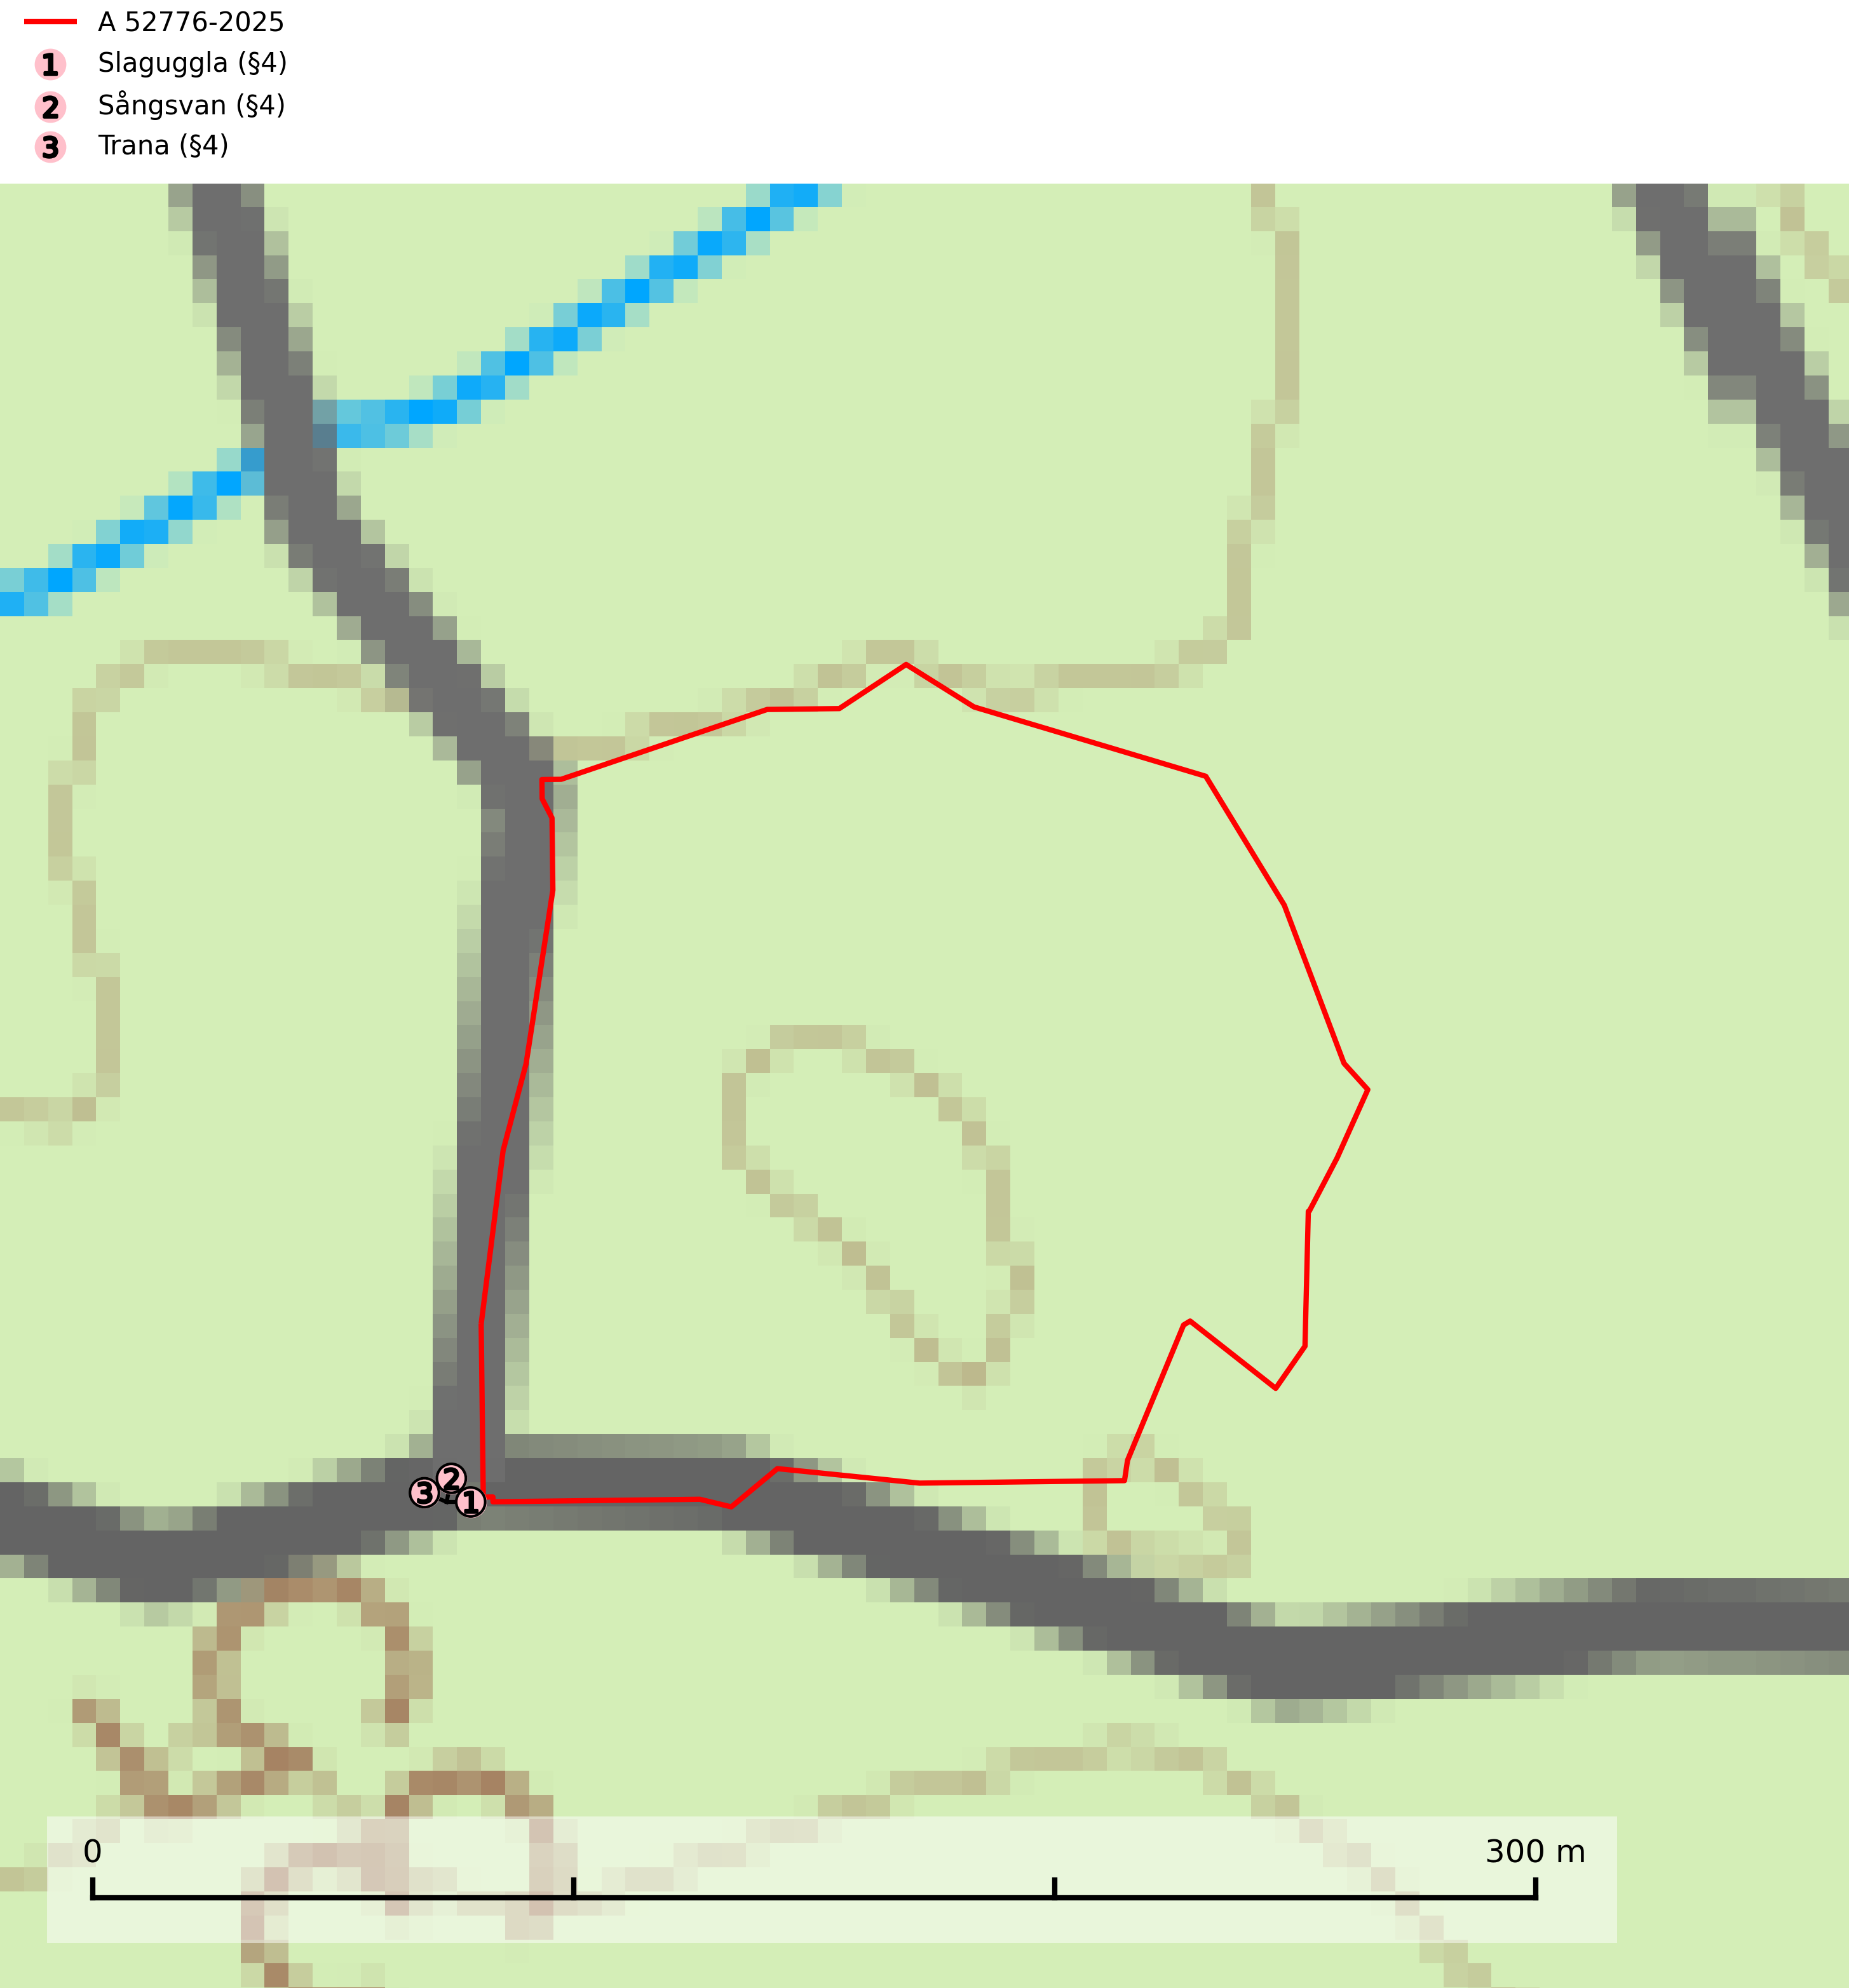 A 52776-2025
1 Slaguggla (§4)
2 Sångsvan (§4)
3 Trana (§4)
2
3
1
0 300 m